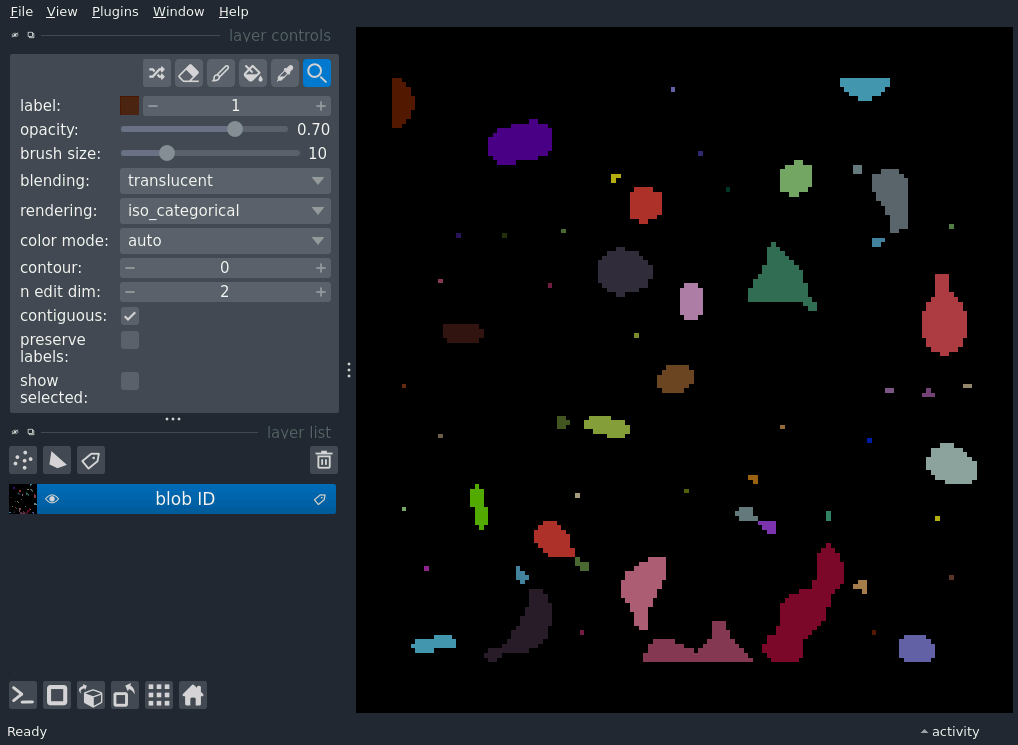 File View Plugins Window Help
layer controls
label: 1
opacity: 0.70
brush size: 10
blending: translucent
rendering: iso_categorical
color mode: auto
contour: 0
n edit dim: 2
contiguous:
preserve
labels:
show
selected:
layer list
blob ID
Ready
activity